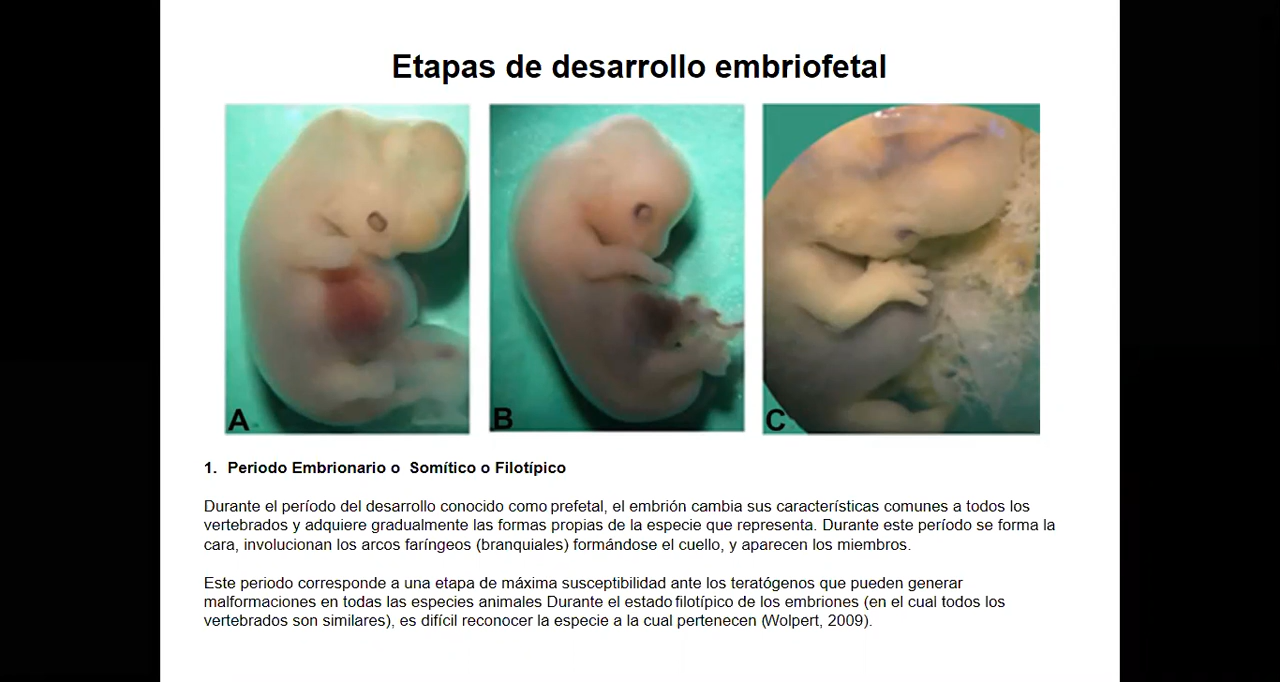 Etapas de desarrollo embriofetal
A
B
C
1. Periodo Embrionario o Somítico o Filotípico
Durante el período del desarrollo conocido como prefetal, el embrión cambia sus características comunes a todos los
vertebrados y adquiere gradualmente las formas propias de la especie que representa. Durante este período se forma la
cara, involucionan los arcos faríngeos (branquiales) formándose el cuello, y aparecen los miembros.
Este periodo corresponde a una etapa de máxima susceptibilidad ante los teratógenos que pueden generar
malformaciones en todas las especies animales Durante el estado filotípico de los embriones (en el cual todos los
vertebrados son similares), es difícil reconocer la especie a la cual pertenecen (Wolpert, 2009).